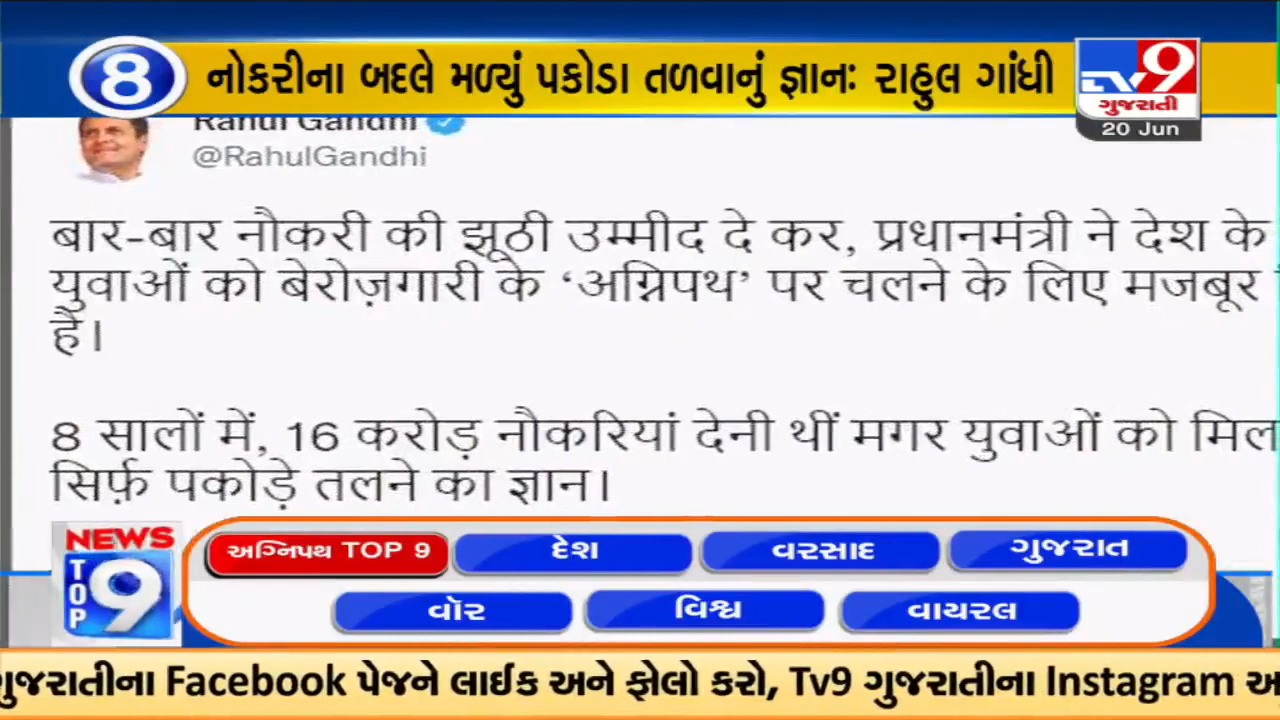 8 નોકરીના બદલે મળ્યું પકોડા તળવાનું જ્ઞાનઃ રાહુલ ગાંધી
TV9
ગુજરાતી
20 Jun
Rahul Gandhi
@RahulGandhi
बार-बार नौकरी की झूठी उम्मीद दे कर, प्रधानमंत्री ने देश के
युवाओं को बेरोज़गारी के ‘अग्निपथ’ पर चलने के लिए मजबूर
है।
8 सालों में, 16 करोड़ नौकरियां देनी थीं मगर युवाओं को मिल
सिर्फ़ पकोड़े तलने का ज्ञान।
NEWS
TOP 9
અગ્નિપથ TOP 9 દેશ વરસાદ ગુજરાત
વૉર વિશ્વ વાયરલ
ગુજરાતીના Facebook પેજને લાઈક અને ફોલો કરો, Tv9 ગુજરાતીના Instagram અ